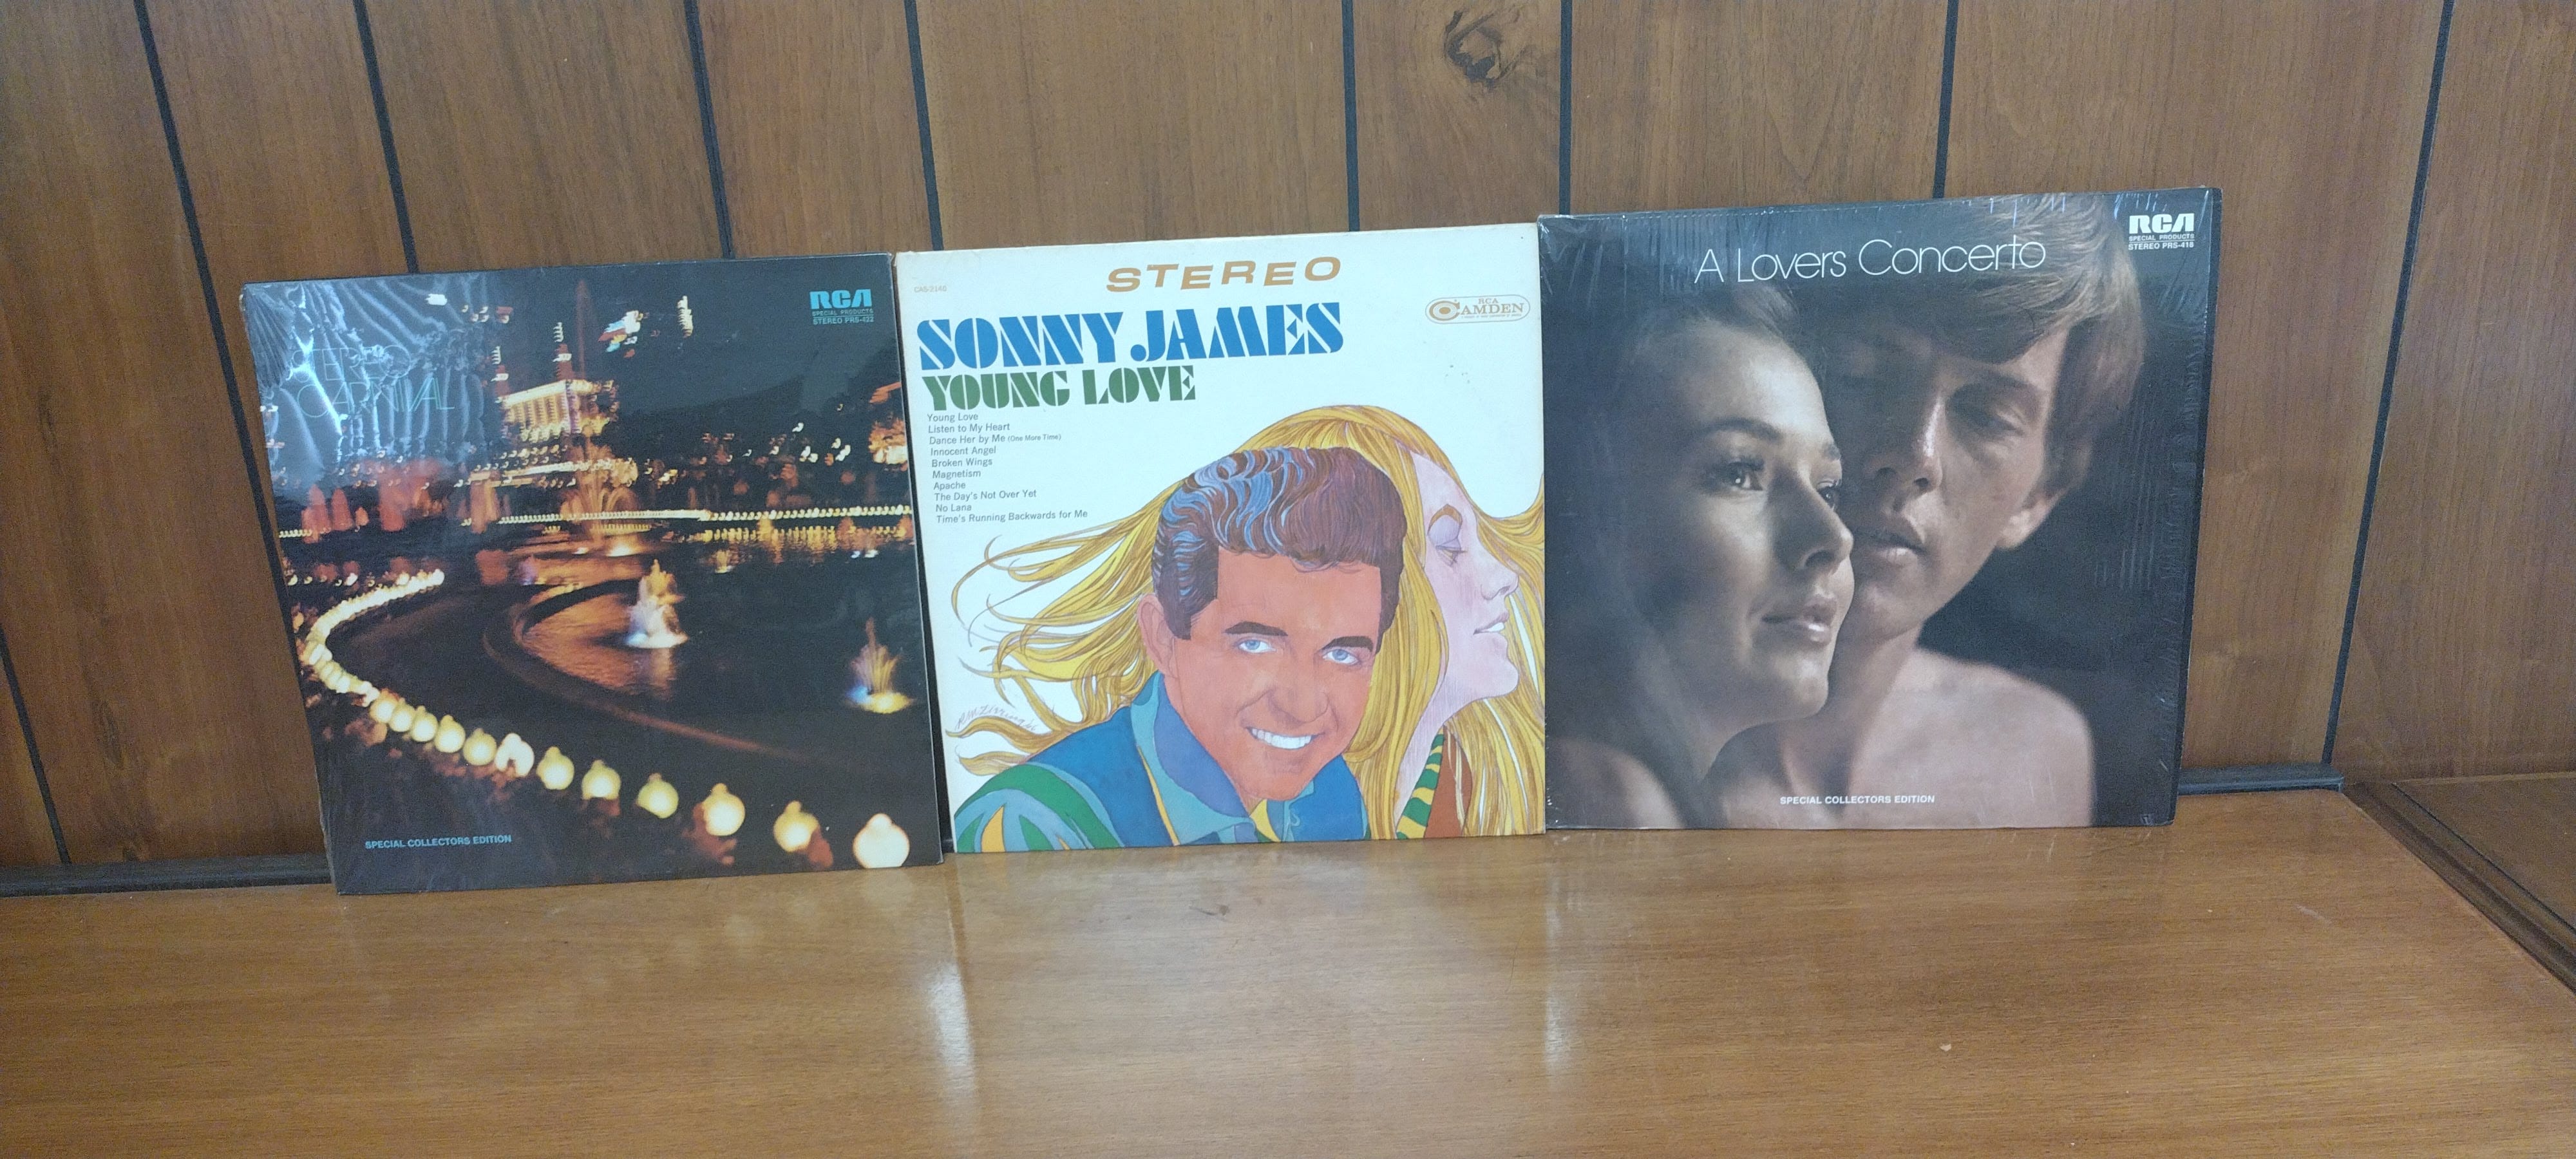 STEREO
CARNIVAL
RCA
SPECIAL PRODUCTS
STEREO PRS-422
SPECIAL COLLECTORS EDITION
CAS-2140
STEREO
RCA
CAMDEN
SONNY JAMES
YOUNG LOVE
Young Love
Listen to My Heart
Dance Her by Me (One More Time)
Innocent Angel
Broken Wings
Magnetism
Apache
The Day's Not Over Yet
No Lana
Time's Running Backwards for Me
A Lovers Concerto
RCA
SPECIAL PRODUCTS
STEREO PRS-416
SPECIAL COLLECTORS EDITION